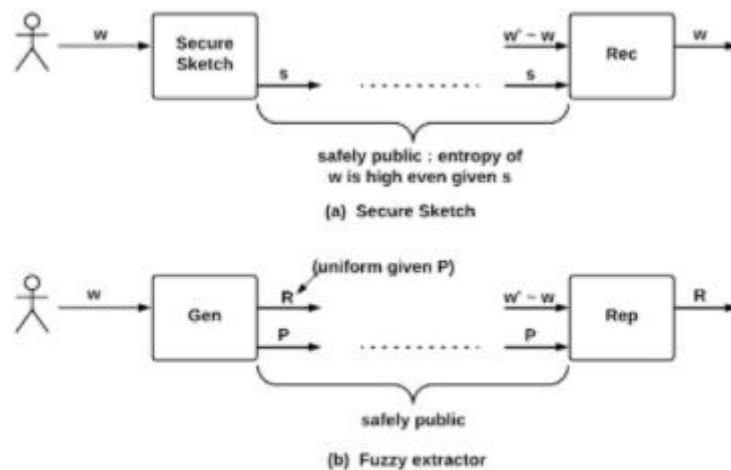 w
Secure
Sketch
s
w' ~ w
s
Rec
w
safely public : entropy of
w is high even given s
(a) Secure Sketch
(uniform given P)
w
Gen
R
P
w' ~ w
P
Rep
R
safely public
(b) Fuzzy extractor